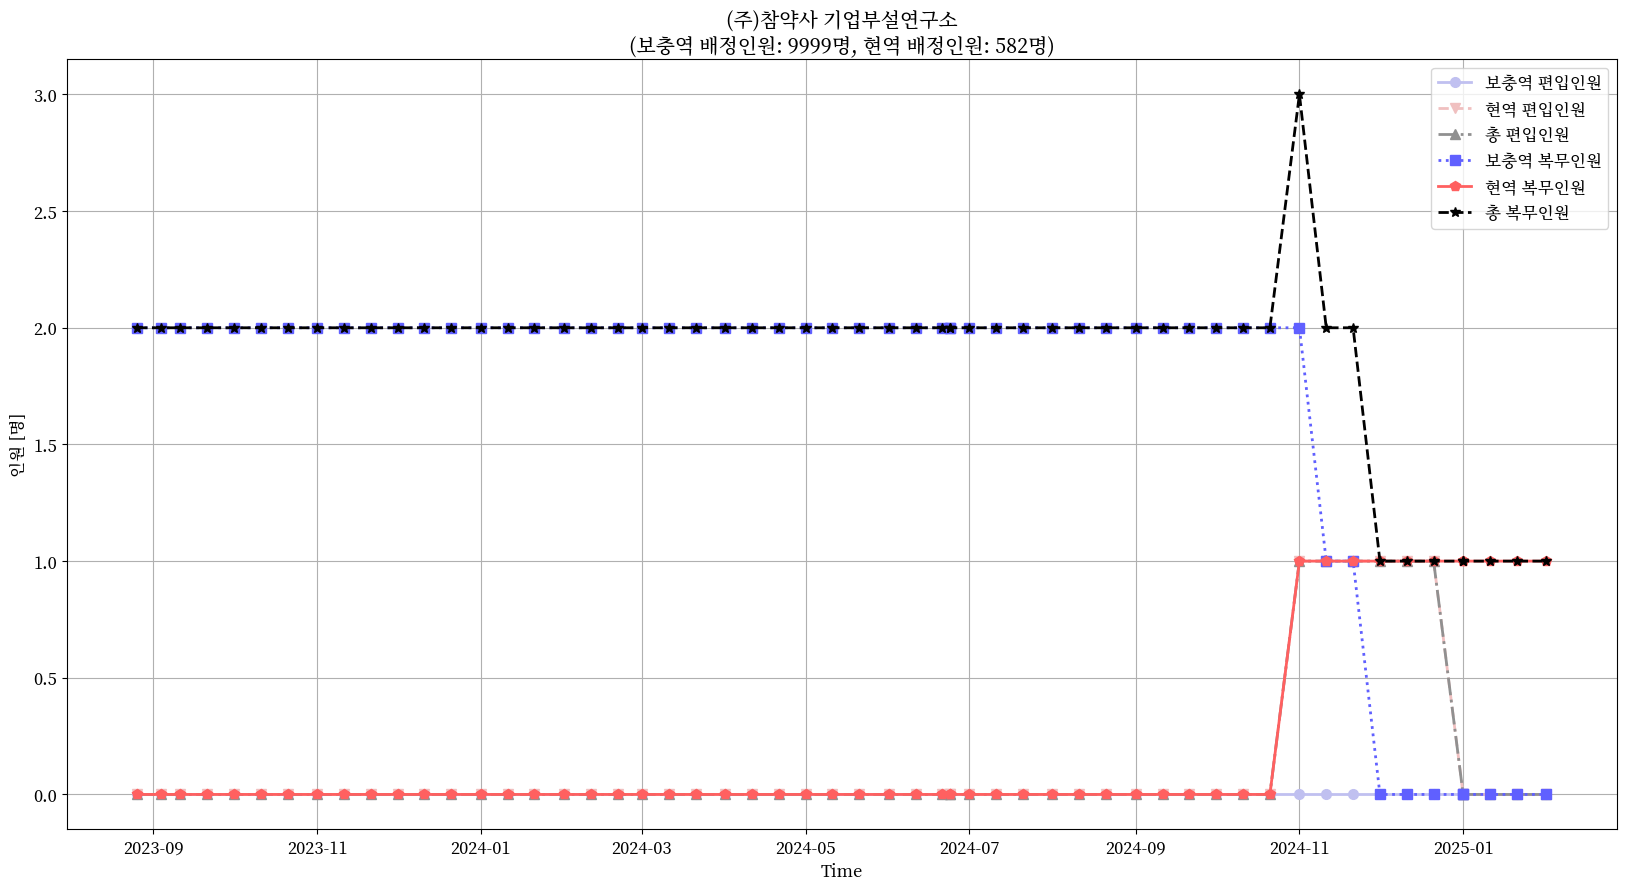 (주)참약사 기업부설연구소
(보충역 배정인원: 9999명, 현역 배정인원: 582명)
보충역 편입인원
현역 편입인원
총 편입인원
보충역 복무인원
현역 복무인원
총 복무인원
인원 [명]
3.0
2.5
2.0
1.5
1.0
0.5
0.0
2023-09
2023-11
2024-01
2024-03
2024-05
2024-07
2024-09
2024-11
2025-01
Time